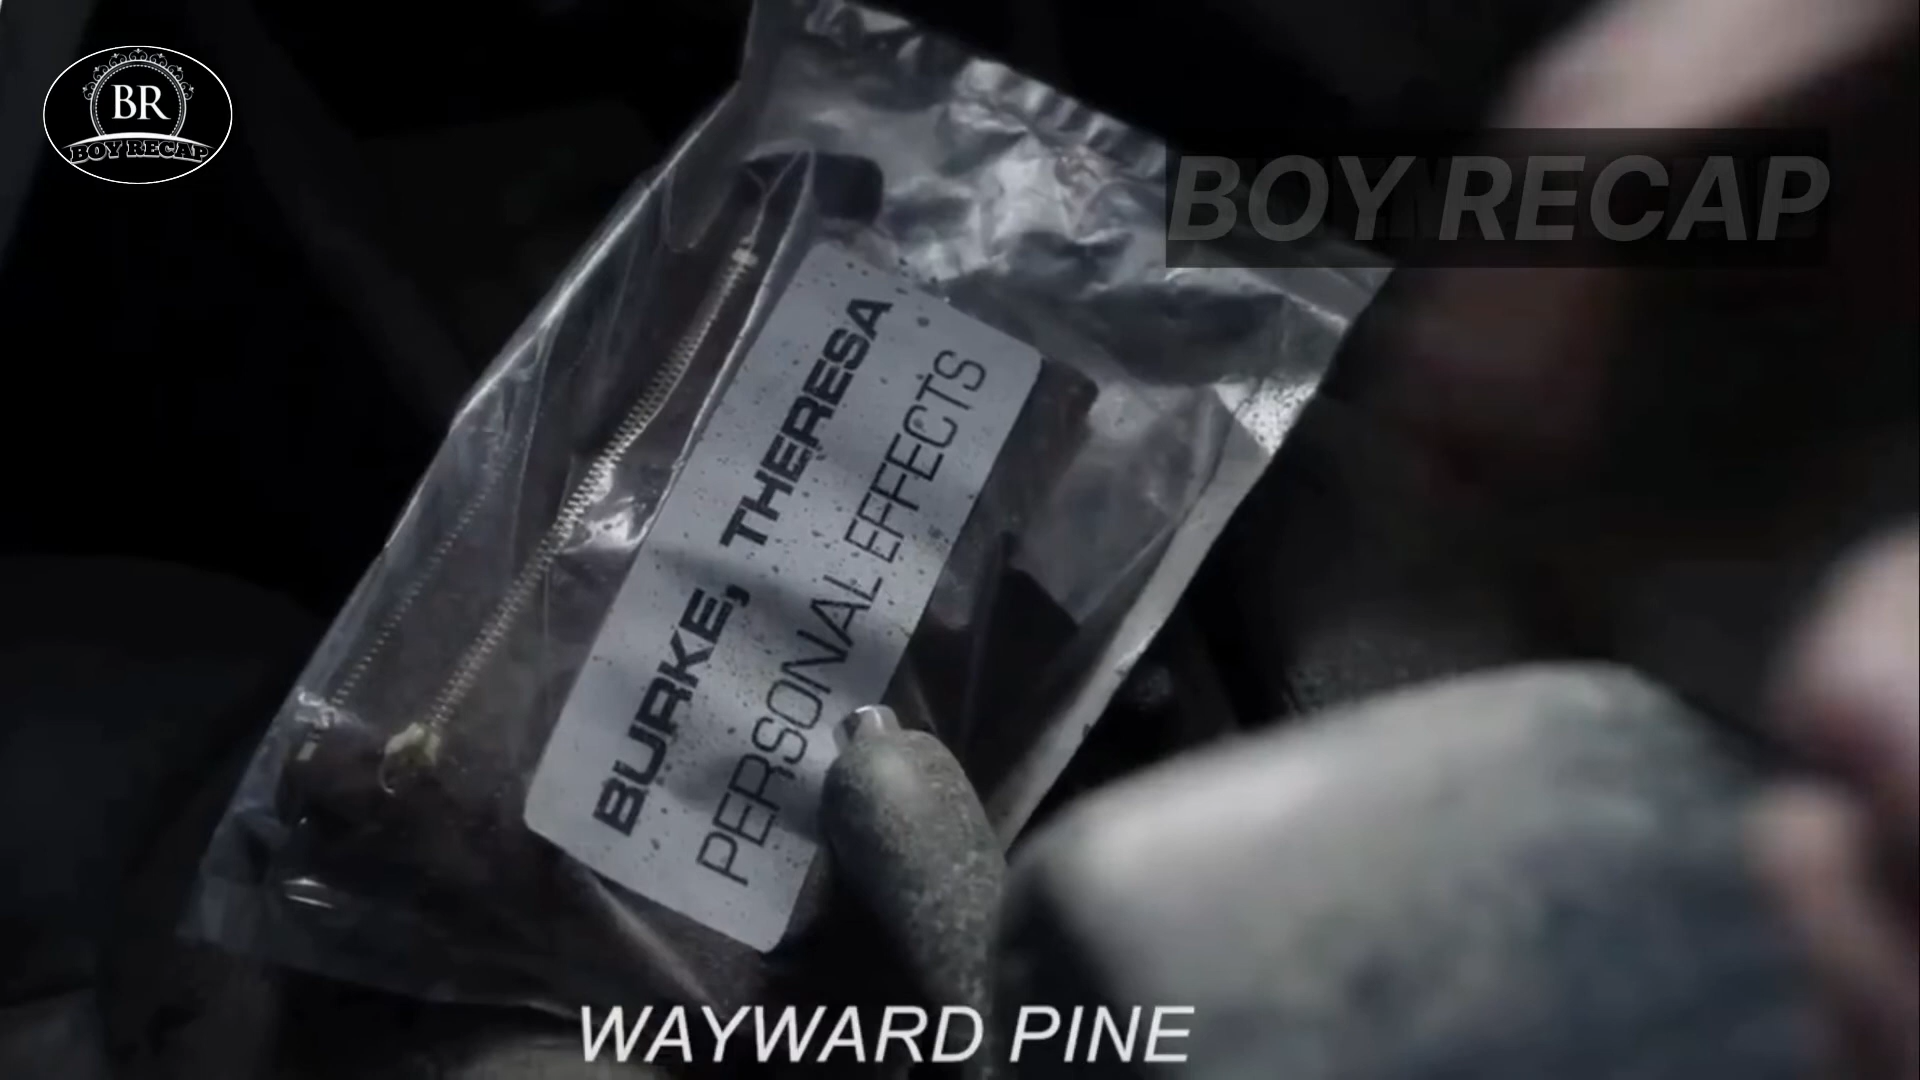 BR
BOY RECAP
BOY RECAP
BURKE, THERESA
PERSONAL EFFECTS
WAYWARD PINE